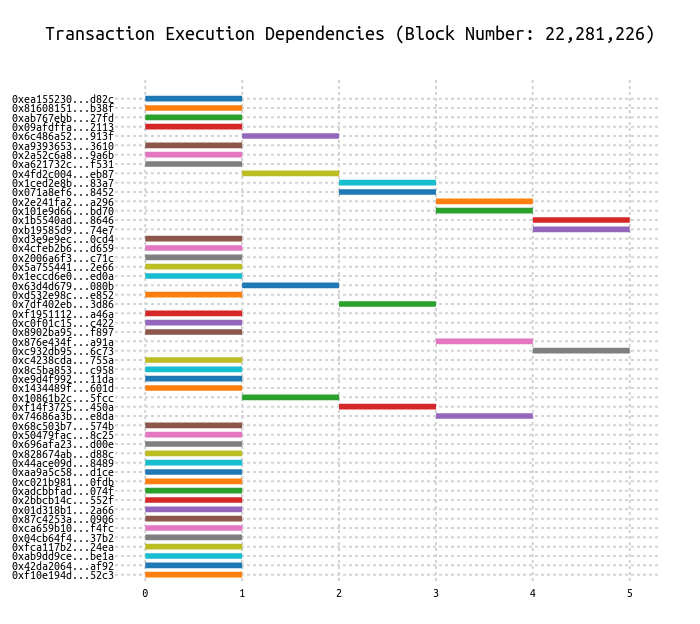 Transaction Execution Dependencies (Block Number: 22,281,226)
0xea155230...d82c
0x81608151...b38f
0xab767ebb...27fd
0x09afdffa...2113
0x6c486a52...913f
0xa9393653...3610
0x2a52c6a8...9a6b
0xa621732c...f531
0x4fd2c004...eb87
0x1ced2e8b...83a7
0x071a8ef6...8452
0x2e241fa2...a296
0x101e9d66...bd70
0x1b5540ad...8646
0xb19585d9...74e7
0xd3e9e9ec...0cd4
0x4cfeb2b6...d659
0x2006a6f3...c71c
0x5a755441...2e66
0x1eccd6e0...ed0a
0x63d4d679...080b
0xd532e98c...e852
0x7df402eb...3d86
0xf1951112...a46a
0xc0f01c15...c422
0x8902ba95...f897
0x876e434f...a91a
0xc932db95...6c73
0xc4238cda...755a
0x8c5ba853...c958
0xe9d4f992...11da
0x1434489f...601d
0x10861b2c...5fcc
0xf14f3725...450a
0x74686a3b...e8da
0x68c503b7...574b
0x50479fac...8c25
0x696afa23...d00e
0x828674ab...d88c
0x44ace09d...8489
0xaa9a5c58...d1ce
0xc021b981...0fdb
0xadcbbfad...074f
0x2bbcb14c...552f
0x01d318b1...2a66
0x87c4253a...0906
0xca659b10...f4fc
0x04cb64f4...37b2
0xfca117b2...24ea
0xab9dd9ce...be1a
0x42da2064...af92
0xf10e194d...52c3
0 1 2 3 4 5